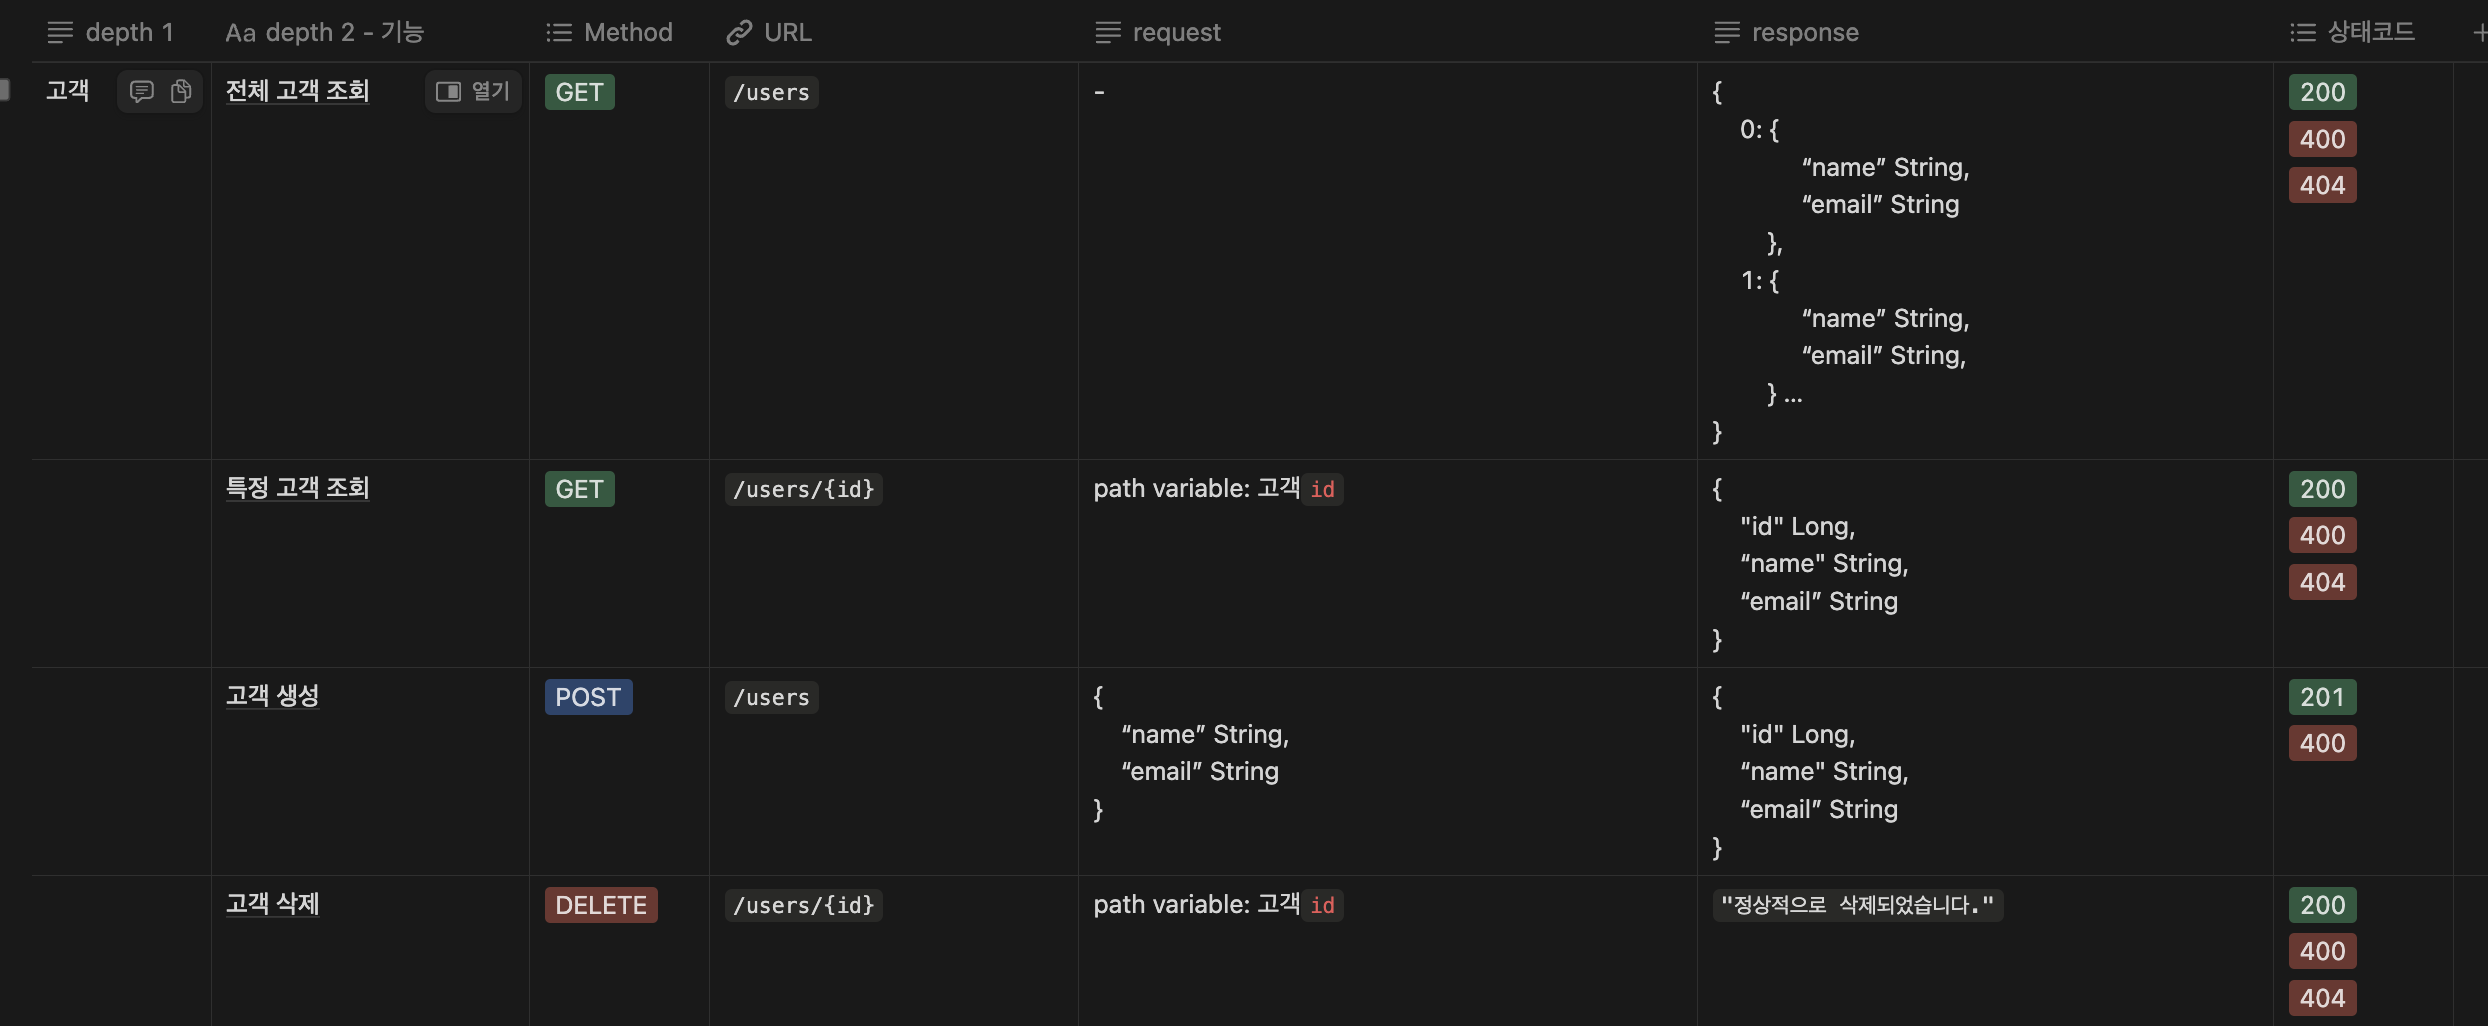 depth 1
Aa depth 2 - 기능
Method
URL
request
response
상태코드
고객
전체 고객 조회
열기
GET
/users
-
{
0: {
“name” String,
“email” String
},
1: {
“name” String,
“email” String,
} ...
}
200
400
404
특정 고객 조회
GET
/users/{id}
path variable: 고객 id
{
"id" Long,
“name" String,
“email” String
}
200
400
404
고객 생성
POST
/users
{
“name” String,
“email” String
}
{
"id" Long,
“name" String,
“email” String
}
201
400
고객 삭제
DELETE
/users/{id}
path variable: 고객 id
"정상적으로 삭제되었습니다."
200
400
404